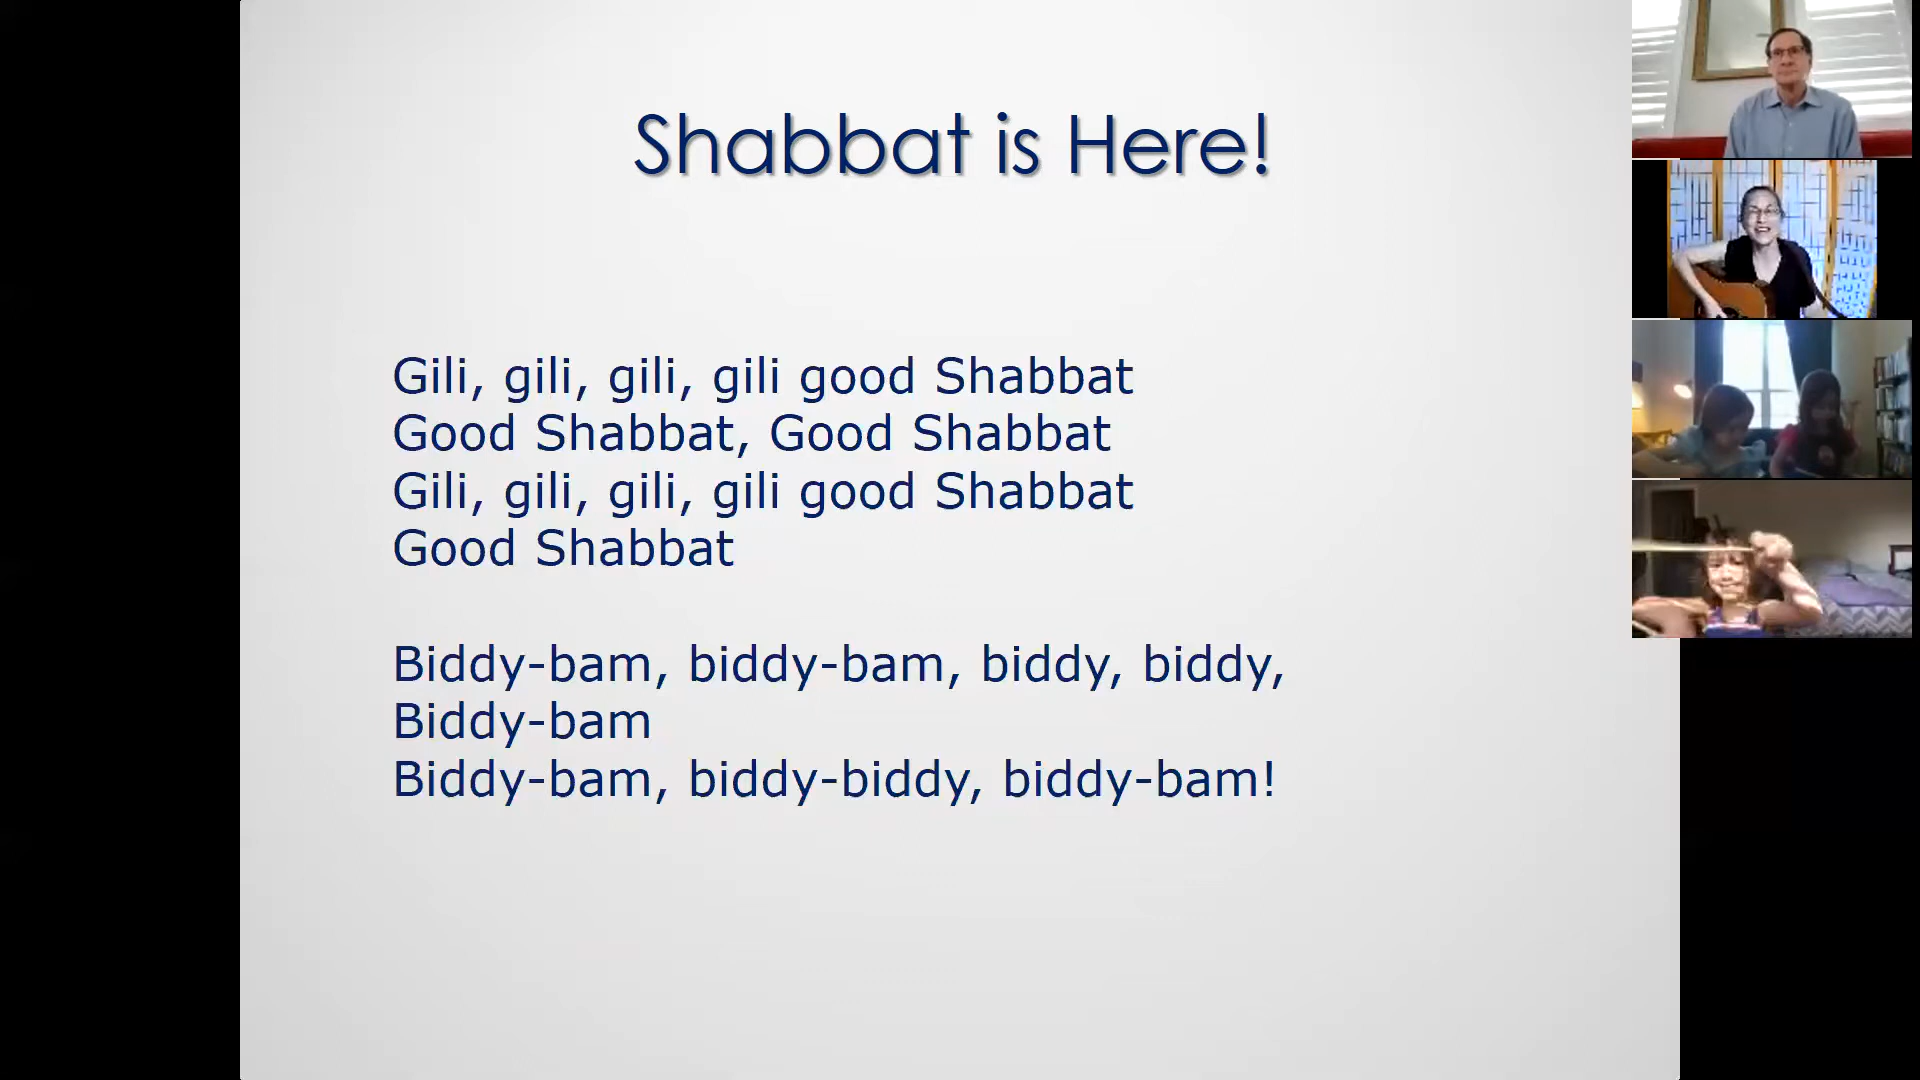 Shabbat is Here!
Gili, gili, gili, gili good Shabbat
Good Shabbat, Good Shabbat
Gili, gili, gili, gili good Shabbat
Good Shabbat
Biddy-bam, biddy-bam, biddy, biddy,
Biddy-bam
Biddy-bam, biddy-biddy, biddy-bam!